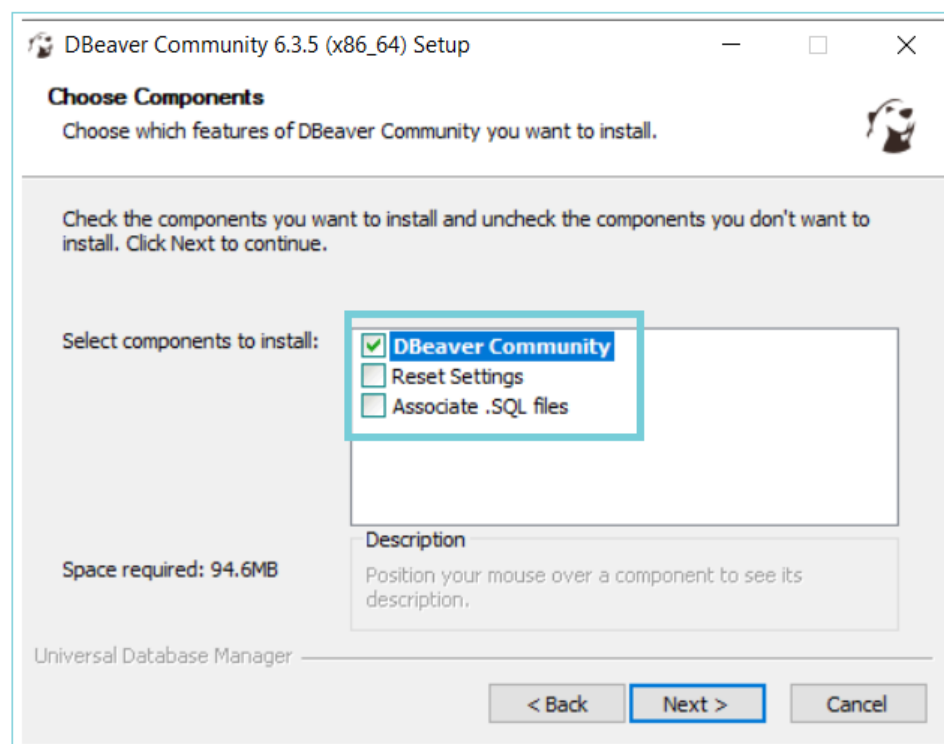 DBeaver Community 6.3.5 (x86_64) Setup
Choose Components
Choose which features of DBeaver Community you want to install.
Check the components you want to install and uncheck the components you don't want to
install. Click Next to continue.
Select components to install:
DBeaver Community
Reset Settings
Associate .SQL files
Space required: 94.6MB
Description
Position your mouse over a component to see its
description.
Universal Database Manager
< Back
Next >
Cancel